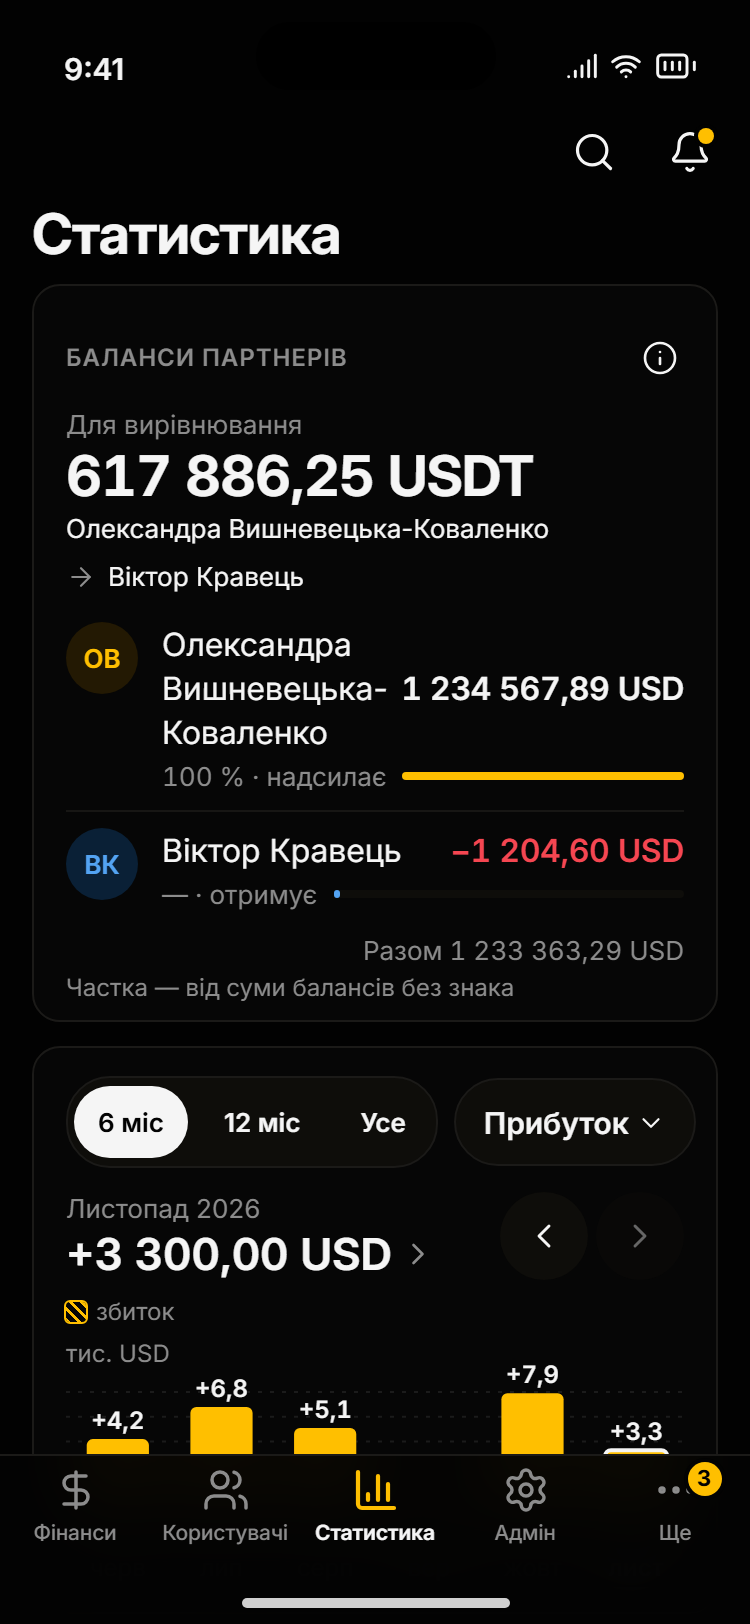 9:41
Статистика
БАЛАНСИ ПАРТНЕРІВ
Для вирівнювання
617 886,25 USDT
Олександра Вишневецька-Коваленко
→ Віктор Кравець
ОВ
Олександра
Вишневецька- 1 234 567,89 USD
Коваленко
100 % · надсилає
ВК
Віктор Кравець −1 204,60 USD
— · отримує
Разом 1 233 363,29 USD
Частка — від суми балансів без знака
6 міс 12 міс Усе Прибуток
Листопад 2026
+3 300,00 USD
збиток
тис. USD
+4,2 +6,8 +5,1 +7,9 +3,3
3
Фінанси Користувачі Статистика Адмін Ще